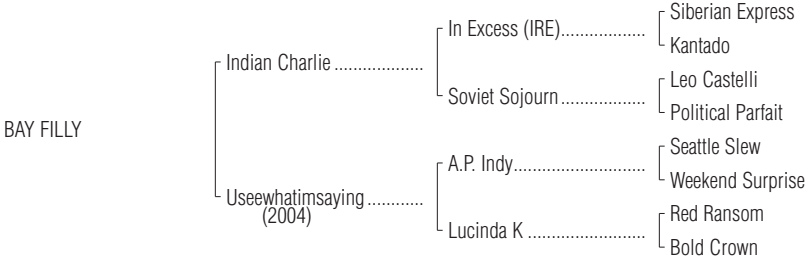 Siberian Express
In Excess (IRE)...................
Kantado
Indian Charlie ....................
Leo Castelli
Soviet Sojourn...................
Political Parfait
BAY FILLY
Seattle Slew
A.P. Indy.............................
Weekend Surprise
Useewhatimsaying ............
(2004)
Red Ransom
Lucinda K ..........................
Bold Crown